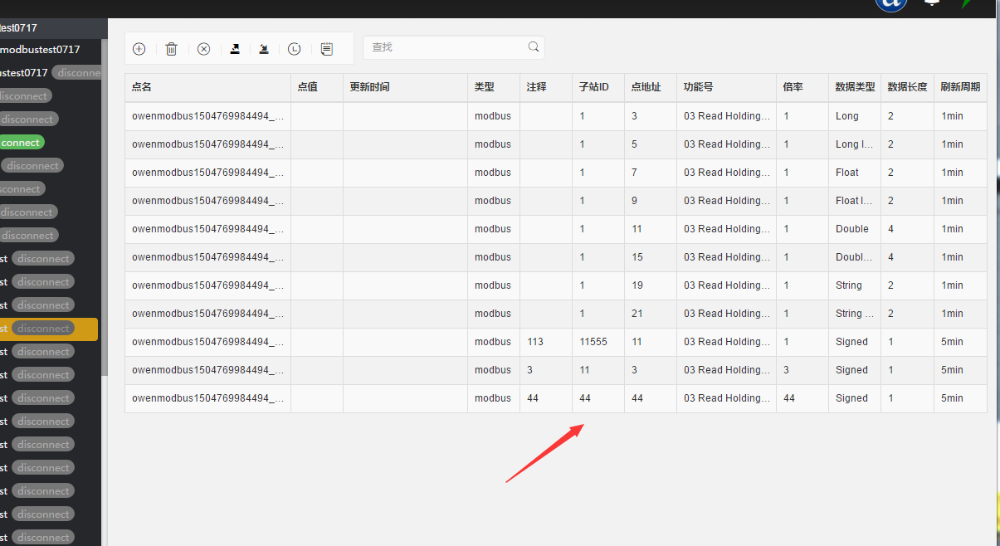 test0717
modbustest0717
ustest0717 disconne
disconnect
disconnect
connect
disconnect
sconnect
disconnect
disconnect
st disconnect
st disconnect
st disconnect
st disconnect
st disconnect
st disconnect
st disconnect
st disconnect
st disconnect
st disconnect
st disconnect
st disconnect
st disconnect
查找
点名 点值 更新时间 类型 注释 子站ID 点地址 功能号 倍率 数据类型 数据长度 刷新周期
owenmodbus1504769984494_... modbus 1 3 03 Read Holding... 1 Long 2 1min
owenmodbus1504769984494_... modbus 1 5 03 Read Holding... 1 Long I... 2 1min
owenmodbus1504769984494_... modbus 1 7 03 Read Holding... 1 Float 2 1min
owenmodbus1504769984494_... modbus 1 9 03 Read Holding... 1 Float I... 2 1min
owenmodbus1504769984494_... modbus 1 11 03 Read Holding... 1 Double 4 1min
owenmodbus1504769984494_... modbus 1 15 03 Read Holding... 1 Doubl... 4 1min
owenmodbus1504769984494_... modbus 1 19 03 Read Holding... 1 String 2 1min
owenmodbus1504769984494_... modbus 1 21 03 Read Holding... 1 String ... 2 1min
owenmodbus1504769984494_... modbus 113 11555 11 03 Read Holding... 1 Signed 1 5min
owenmodbus1504769984494_... modbus 3 11 3 03 Read Holding... 3 Signed 1 5min
owenmodbus1504769984494_... modbus 44 44 44 03 Read Holding... 44 Signed 1 5min